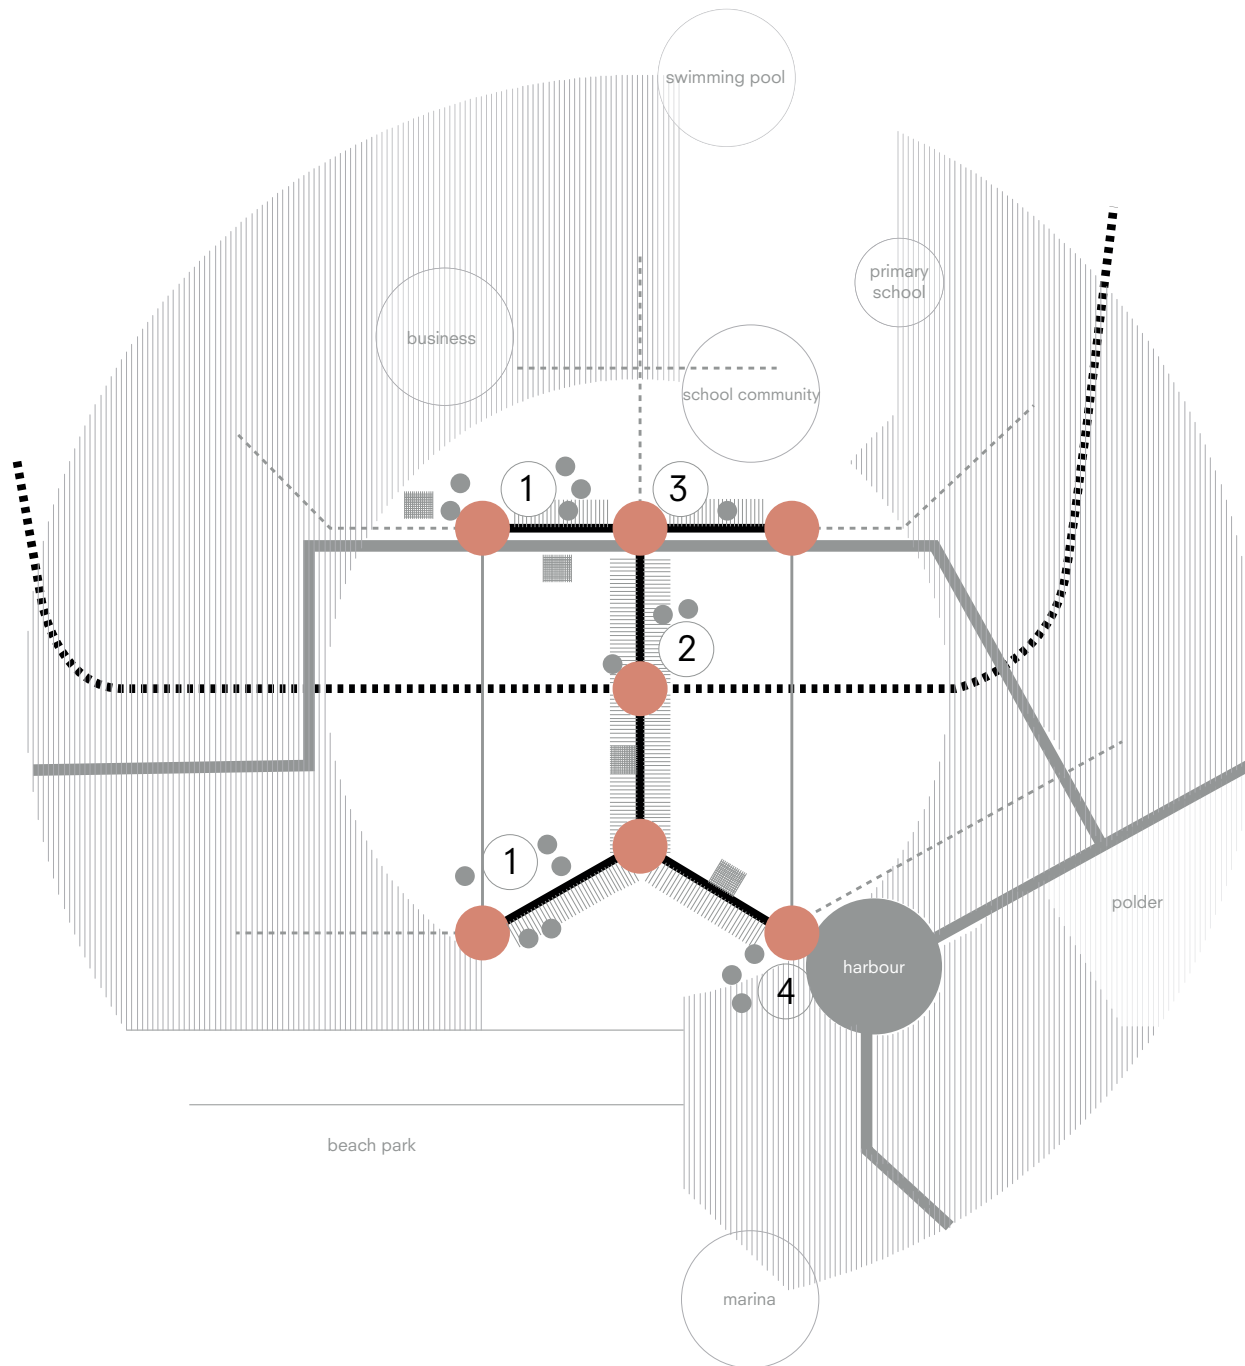 swimming pool
primary
school
business
school community
1
3
2
1
polder
harbour
4
beach park
marina